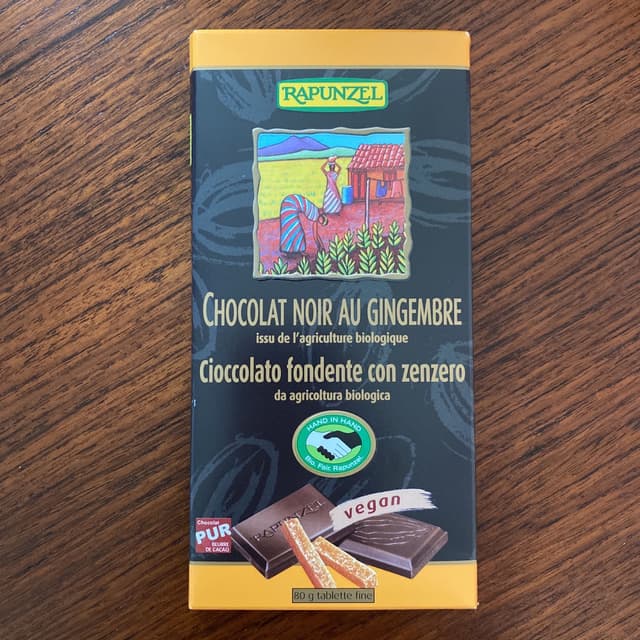 RAPUNZEL
CHOCOLAT NOIR AU GINGEMBRE
issu de l'agriculture biologique
Cioccolato fondente con zenzero
da agricoltura biologica
HAND IN HAND
Bio. Fair. Rapunzel.
vegan
RAPUNZEL
Chocolat
PUR
BEURRE
DE CACAO
80 g tablette fine